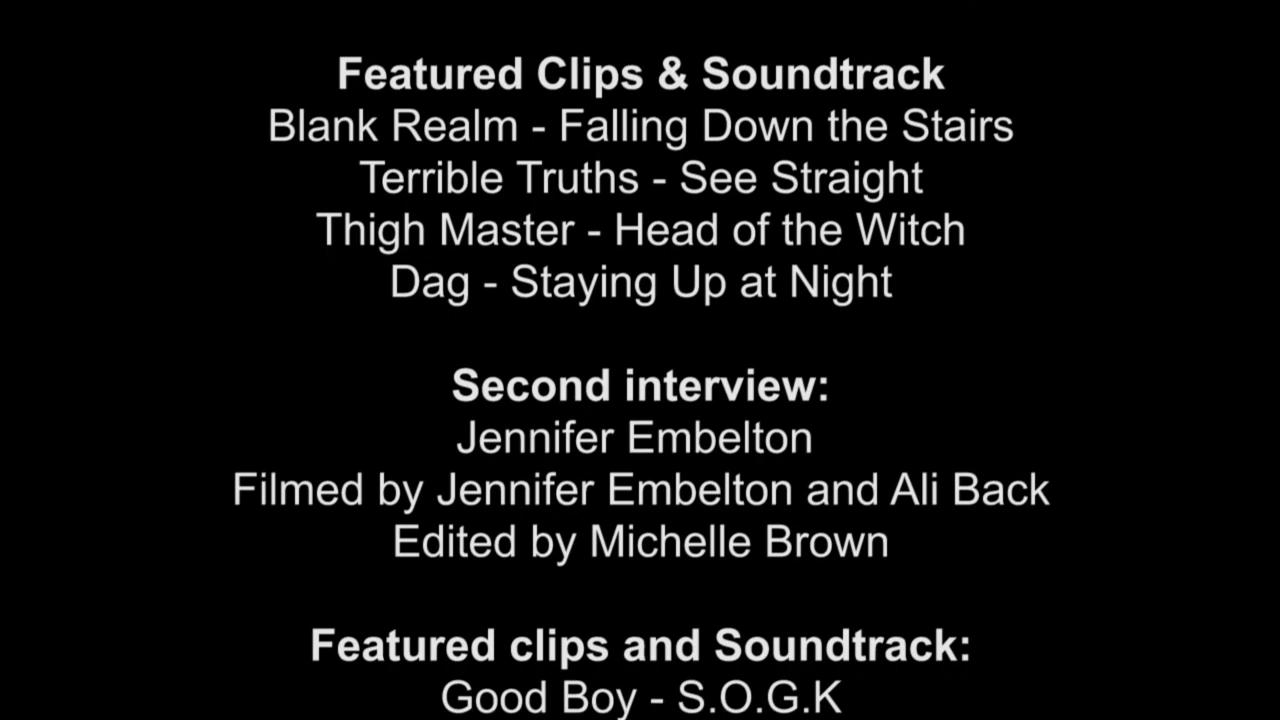 Featured Clips & Soundtrack
Blank Realm - Falling Down the Stairs
Terrible Truths - See Straight
Thigh Master - Head of the Witch
Dag - Staying Up at Night
Second interview:
Jennifer Embelton
Filmed by Jennifer Embelton and Ali Back
Edited by Michelle Brown
Featured clips and Soundtrack:
Good Boy - S.O.G.K